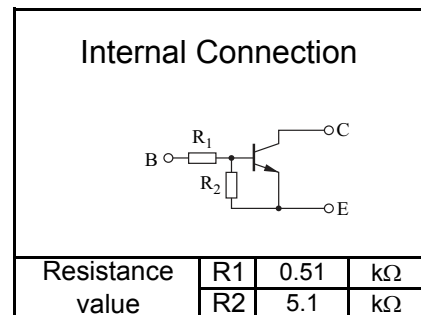 Internal Connection
C
R1
B
R2
E
Resistance value R1 0.51 kΩ
R2 5.1 kΩ